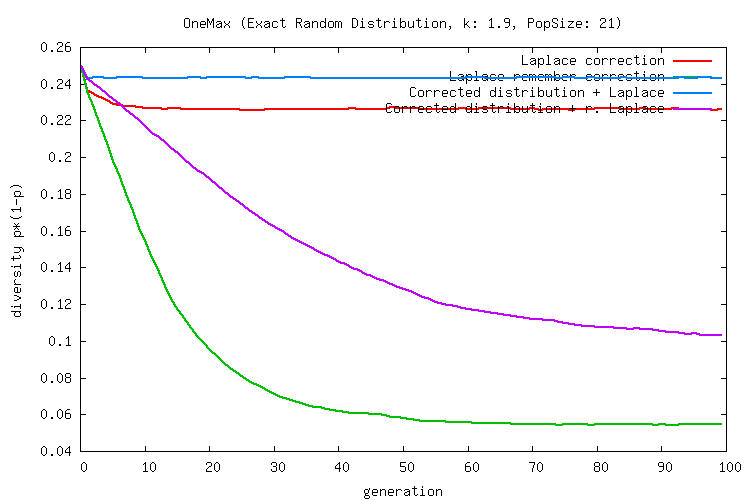 OneMax (Exact Random Distribution, k: 1.9, PopSize: 21)
0.26
0.24
0.22
0.2
0.18
0.16
0.14
0.12
0.1
0.08
0.06
0.04
diversity p*(1-p)
Laplace correction
Laplace remember correction
Corrected distribution + Laplace
Corrected distribution + r. Laplace
0 10 20 30 40 50 60 70 80 90 100
generation